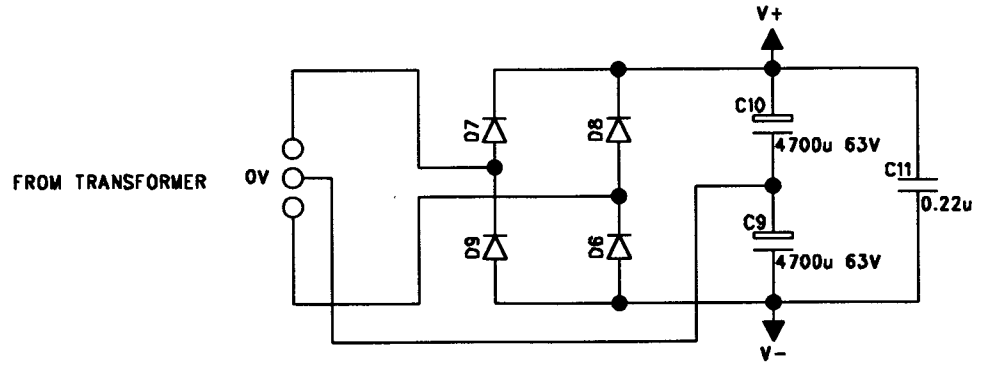 V+
C10
D7
D8
4700u 63V
C11
FROM TRANSFORMER
0V
0.22u
C9
D9
D6
4700u 63V
V-